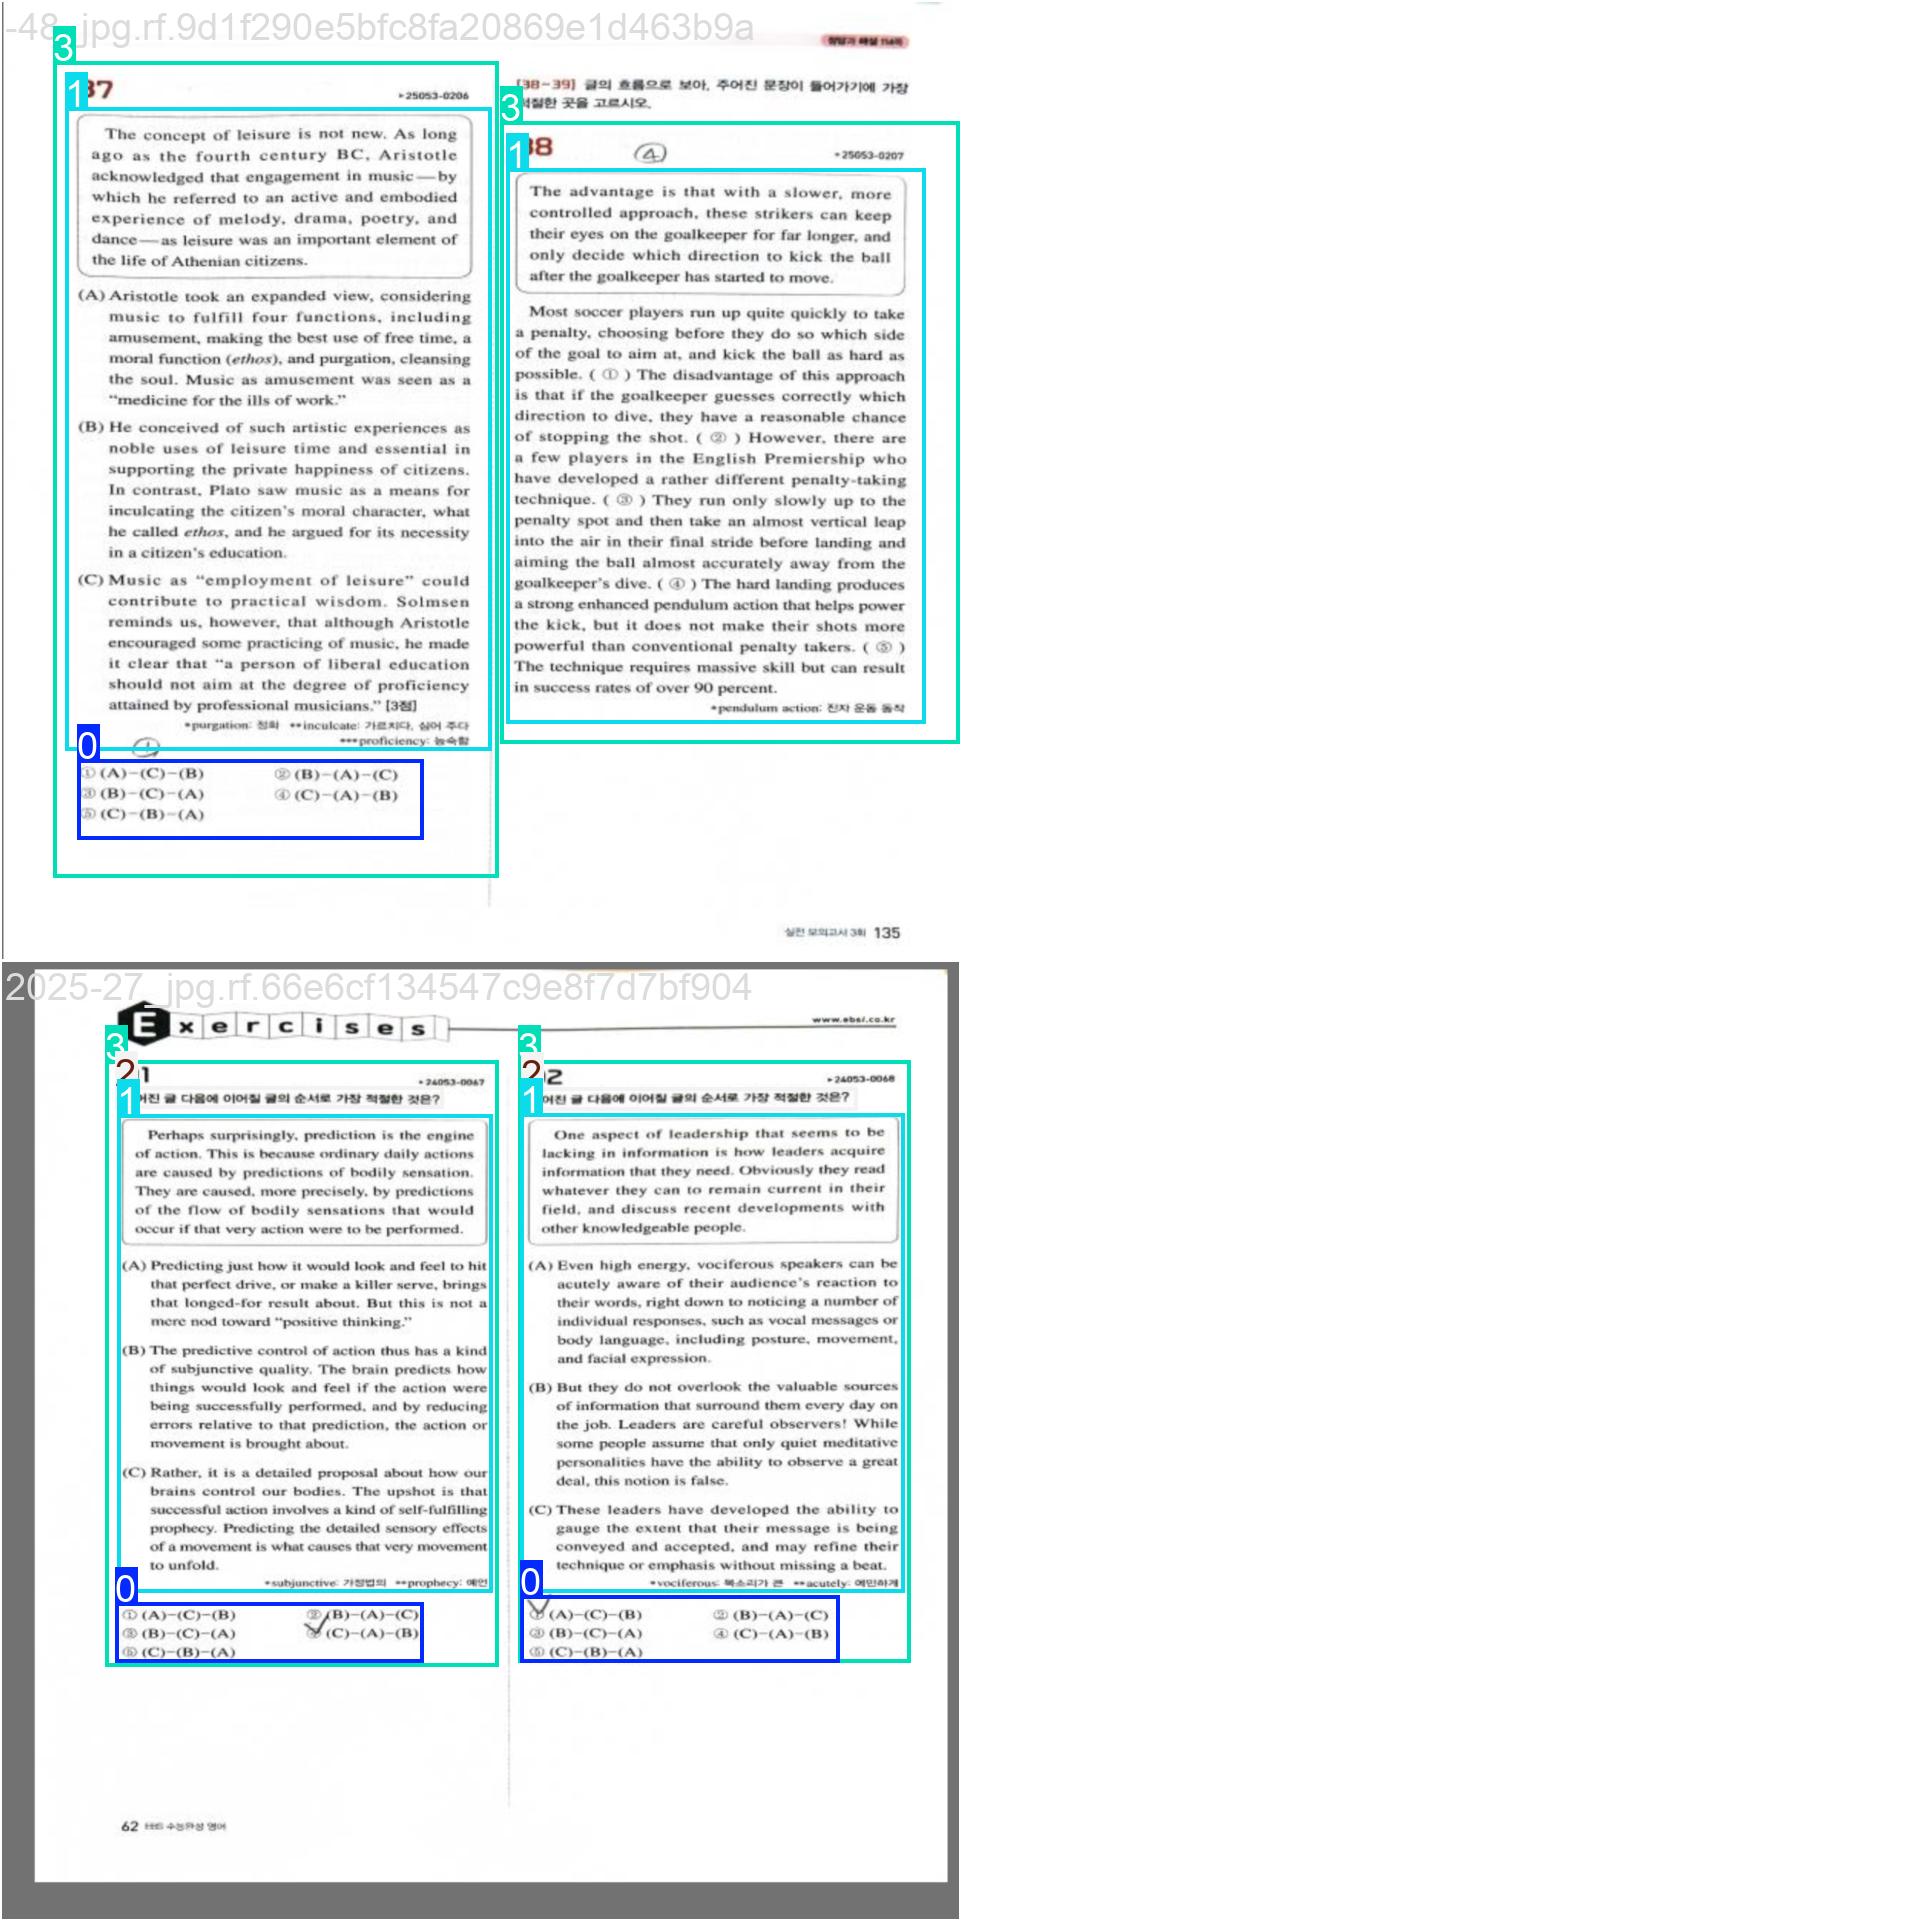 -48_jpg.rf.9d1f290e5bfc8fa20869e1d463b9a
정답과 해설 114쪽
3
1
37
▸25053-0206
The concept of leisure is not new. As long
ago as the fourth century BC, Aristotle
acknowledged that engagement in music—by
which he referred to an active and embodied
experience of melody, drama, poetry, and
dance—as leisure was an important element of
the life of Athenian citizens.
(A) Aristotle took an expanded view, considering
music to fulfill four functions, including
amusement, making the best use of free time, a
moral function (ethos), and purgation, cleansing
the soul. Music as amusement was seen as a
“medicine for the ills of work.”
(B) He conceived of such artistic experiences as
noble uses of leisure time and essential in
supporting the private happiness of citizens.
In contrast, Plato saw music as a means for
inculcating the citizen’s moral character, what
he called ethos, and he argued for its necessity
in a citizen’s education.
(C) Music as “employment of leisure” could
contribute to practical wisdom. Solmsen
reminds us, however, that although Aristotle
encouraged some practicing of music, he made
it clear that “a person of liberal education
should not aim at the degree of proficiency
attained by professional musicians.” [3점]
*purgation: 정화 **inculcate: 가르치다, 심어 주다
***proficiency: 능숙함
0
① (A)-(C)-(B) ② (B)-(A)-(C)
③ (B)-(C)-(A) ④ (C)-(A)-(B)
⑤ (C)-(B)-(A)
[38~39] 글의 흐름으로 보아, 주어진 문장이 들어가기에 가장
적절한 곳을 고르시오.
3
1
38
④
▸25053-0207
The advantage is that with a slower, more
controlled approach, these strikers can keep
their eyes on the goalkeeper for far longer, and
only decide which direction to kick the ball
after the goalkeeper has started to move.
Most soccer players run up quite quickly to take
a penalty, choosing before they do so which side
of the goal to aim at, and kick the ball as hard as
possible. ( ① ) The disadvantage of this approach
is that if the goalkeeper guesses correctly which
direction to dive, they have a reasonable chance
of stopping the shot. ( ② ) However, there are
a few players in the English Premiership who
have developed a rather different penalty-taking
technique. ( ③ ) They run only slowly up to the
penalty spot and then take an almost vertical leap
into the air in their final stride before landing and
aiming the ball almost accurately away from the
goalkeeper’s dive. ( ④ ) The hard landing produces
a strong enhanced pendulum action that helps power
the kick, but it does not make their shots more
powerful than conventional penalty takers. ( ⑤ )
The technique requires massive skill but can result
in success rates of over 90 percent.
*pendulum action: 진자 운동 동작
실전 모의고사 3회 135
2025-27_jpg.rf.66e6cf134547c9e8f7d7bf904
Exercises
www.ebsi.co.kr
3
2
1
▸24053-0067
1
어진 글 다음에 이어질 글의 순서로 가장 적절한 것은?
Perhaps surprisingly, prediction is the engine
of action. This is because ordinary daily actions
are caused by predictions of bodily sensation.
They are caused, more precisely, by predictions
of the flow of bodily sensations that would
occur if that very action were to be performed.
(A) Predicting just how it would look and feel to hit
that perfect drive, or make a killer serve, brings
that longed-for result about. But this is not a
mere nod toward “positive thinking.”
(B) The predictive control of action thus has a kind
of subjunctive quality. The brain predicts how
things would look and feel if the action were
being successfully performed, and by reducing
errors relative to that prediction, the action or
movement is brought about.
(C) Rather, it is a detailed proposal about how our
brains control our bodies. The upshot is that
successful action involves a kind of self-fulfilling
prophecy. Predicting the detailed sensory effects
of a movement is what causes that very movement
to unfold.
*subjunctive: 가정법의 **prophecy: 예언
0
① (A)-(C)-(B) ② (B)-(A)-(C)
③ (B)-(C)-(A) ④ (C)-(A)-(B)
⑤ (C)-(B)-(A)
3
2
2
▸24053-0068
1
어진 글 다음에 이어질 글의 순서로 가장 적절한 것은?
One aspect of leadership that seems to be
lacking in information is how leaders acquire
information that they need. Obviously they read
whatever they can to remain current in their
field, and discuss recent developments with
other knowledgeable people.
(A) Even high energy, vociferous speakers can be
acutely aware of their audience’s reaction to
their words, right down to noticing a number of
individual responses, such as vocal messages or
body language, including posture, movement,
and facial expression.
(B) But they do not overlook the valuable sources
of information that surround them every day on
the job. Leaders are careful observers! While
some people assume that only quiet meditative
personalities have the ability to observe a great
deal, this notion is false.
(C) These leaders have developed the ability to
gauge the extent that their message is being
conveyed and accepted, and may refine their
technique or emphasis without missing a beat.
*vociferous: 목소리가 큰 **acutely: 예민하게
0
① (A)-(C)-(B) ② (B)-(A)-(C)
③ (B)-(C)-(A) ④ (C)-(A)-(B)
⑤ (C)-(B)-(A)
62 EBS 수능완성 영어